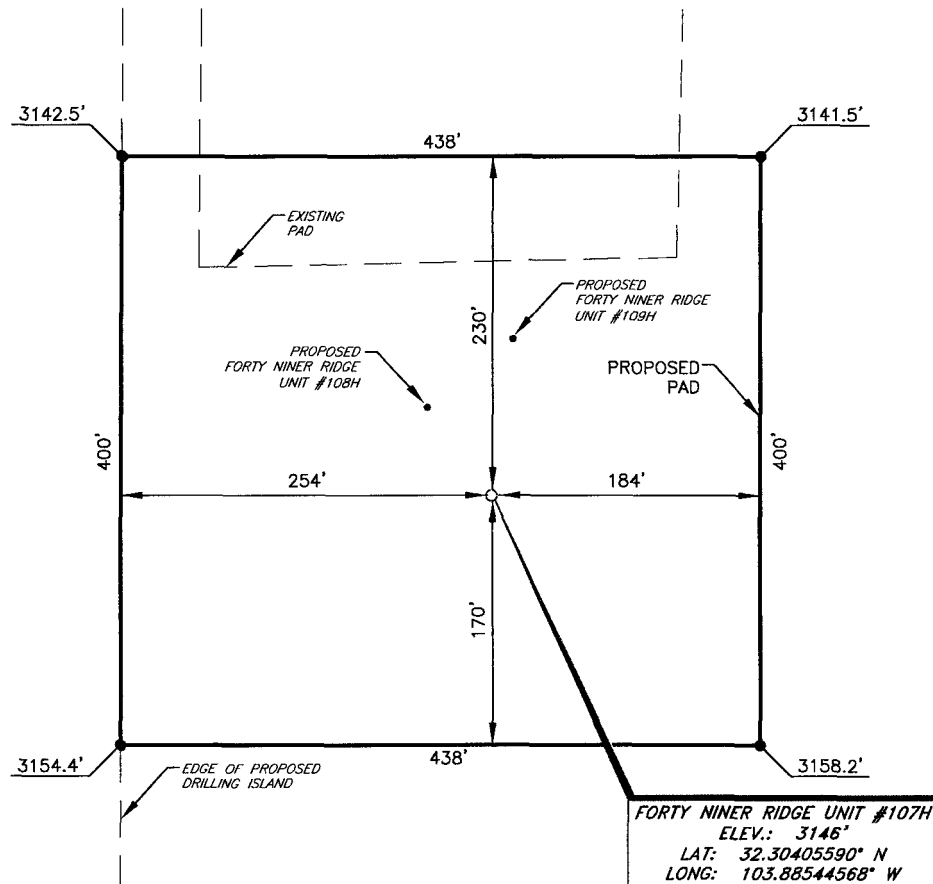 3142.5'
3141.5'
438'
EXISTING
PAD
PROPOSED
FORTY NINER RIDGE
UNIT #109H
230'
PROPOSED
FORTY NINER RIDGE
UNIT #108H
PROPOSED
PAD
400'
400'
254'
184'
170'
3154.4'
438'
3158.2'
EDGE OF PROPOSED
DRILLING ISLAND
FORTY NINER RIDGE UNIT #107H
ELEV.: 3146'
LAT: 32.30405590° N
LONG: 103.88544568° W